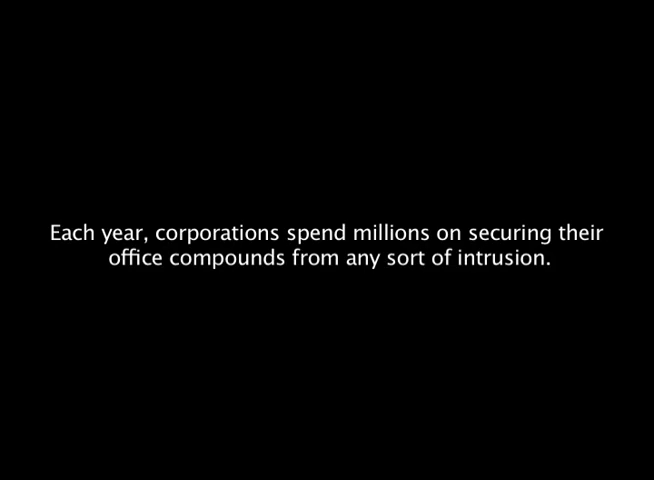 Each year, corporations spend millions on securing their
office compounds from any sort of intrusion.